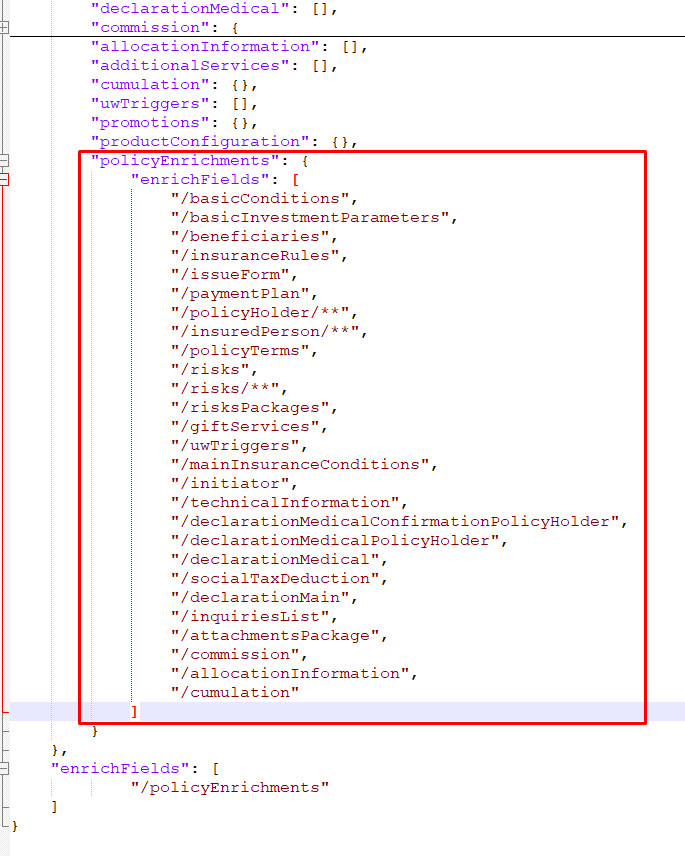 "declarationMedical": [],
"commission": {
"allocationInformation": [],
"additionalServices": [],
"cumulation": {},
"uwTriggers": [],
"promotions": {},
"productConfiguration": {},
"policyEnrichments": {
"enrichFields": [
"/basicConditions",
"/basicInvestmentParameters",
"/beneficiaries",
"/insuranceRules",
"/issueForm",
"/paymentPlan",
"/policyHolder/**",
"/insuredPerson/**",
"/policyTerms",
"/risks",
"/risks/**",
"/risksPackages",
"/giftServices",
"/uwTriggers",
"/mainInsuranceConditions",
"/initiator",
"/technicalInformation",
"/declarationMedicalConfirmationPolicyHolder",
"/declarationMedicalPolicyHolder",
"/declarationMedical",
"/socialTaxDeduction",
"/declarationMain",
"/inquiriesList",
"/attachmentsPackage",
"/commission",
"/allocationInformation",
"/cumulation"
]
}
},
"enrichFields": [
"/policyEnrichments"
]
}